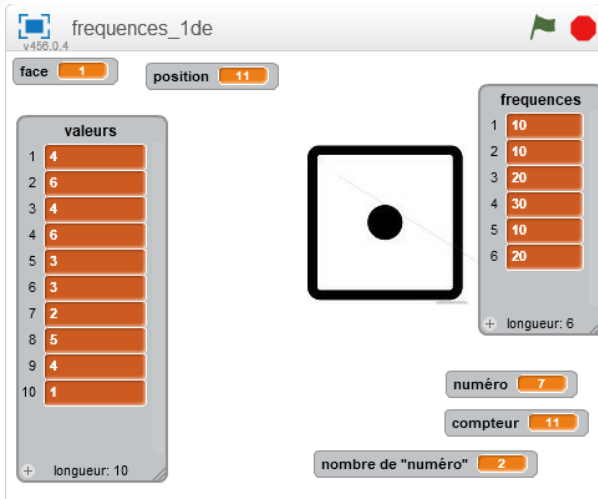 frequences_1de
v456.0.4
face 1
position 11
valeurs
1 4
2 6
3 4
4 6
5 3
6 3
7 2
8 5
9 4
10 1
+ longueur: 10
frequences
1 10
2 10
3 20
4 30
5 10
6 20
+ longueur: 6
numéro 7
compteur 11
nombre de "numéro" 2